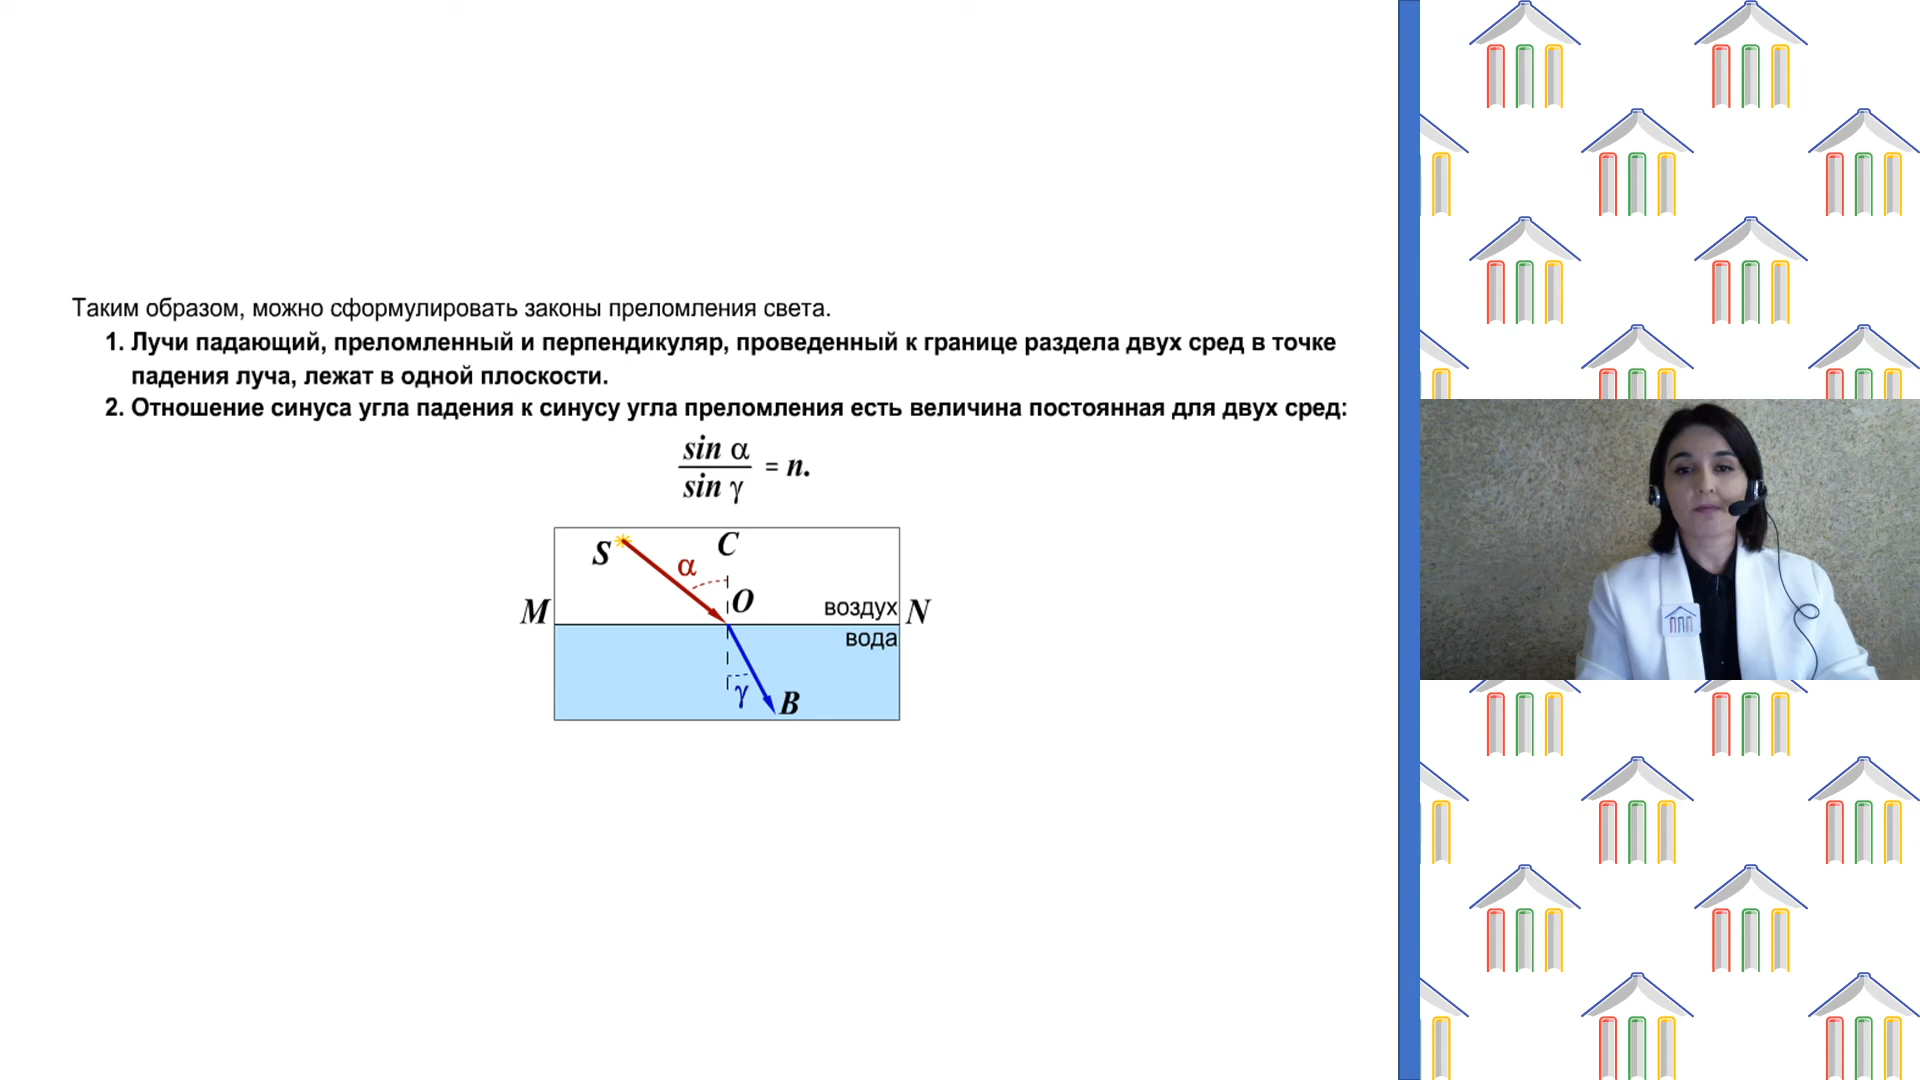 Таким образом, можно сформулировать законы преломления света.
1. Лучи падающий, преломленный и перпендикуляр, проведенный к границе раздела двух сред в точке
падения луча, лежат в одной плоскости.
2. Отношение синуса угла падения к синусу угла преломления есть величина постоянная для двух сред:
sin α
= n.
sin γ
S
C
α
O
M
воздух
N
вода
γ
B